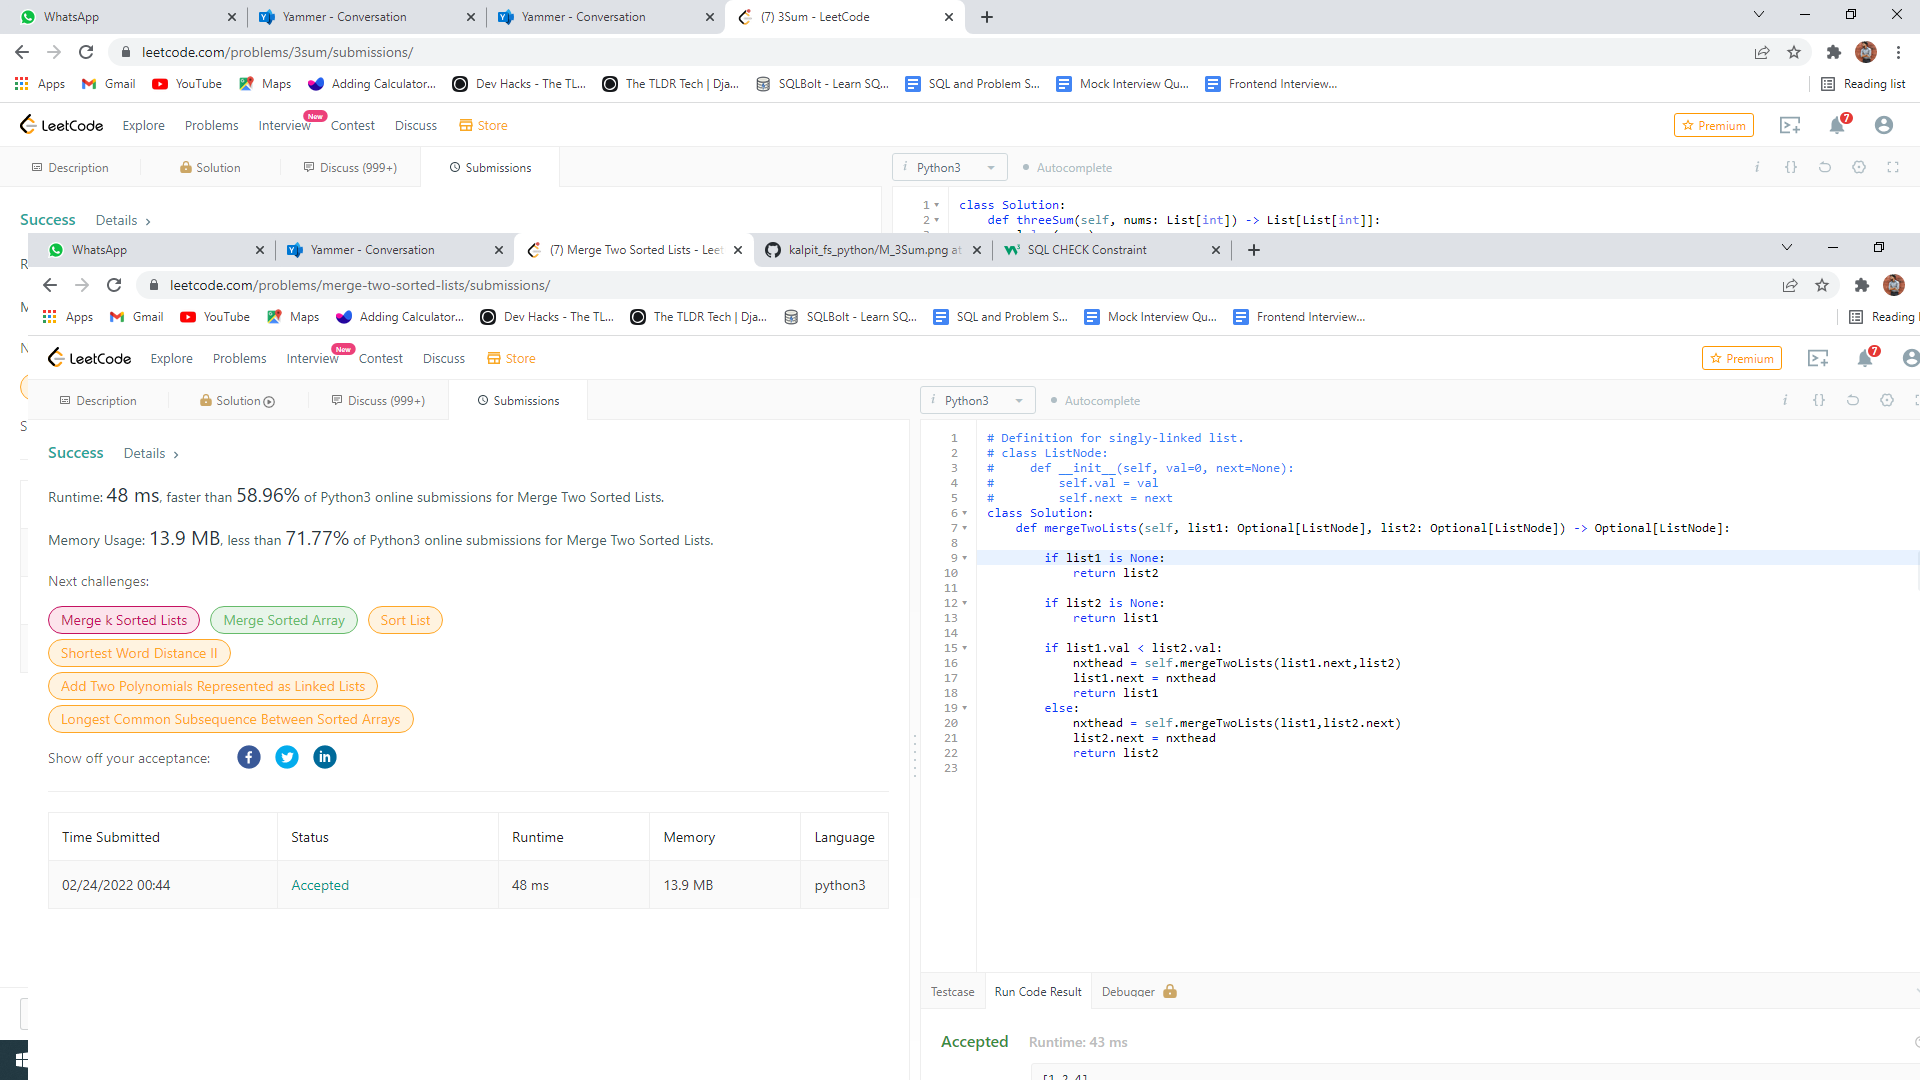 WhatsApp
Yammer - Conversation
Yammer - Conversation
(7) 3Sum - LeetCode
leetcode.com/problems/3sum/submissions/
Apps Gmail YouTube Maps Adding Calculator... Dev Hacks - The TL... The TLDR Tech | Dja... SQLBolt - Learn SQ... SQL and Problem S... Mock Interview Qu... Frontend Interview... Reading list
LeetCode Explore Problems Interview New Contest Discuss Store Premium 7
Description Solution Discuss (999+) Submissions
i Python3 Autocomplete i {}
Success Details >
1 class Solution:
2 def threeSum(self, nums: List[int]) -> List[List[int]]:
R
M
N
S
WhatsApp
Yammer - Conversation
(7) Merge Two Sorted Lists - Leet
kalpit_fs_python/M_3Sum.png at
SQL CHECK Constraint
leetcode.com/problems/merge-two-sorted-lists/submissions/
Apps Gmail YouTube Maps Adding Calculator... Dev Hacks - The TL... The TLDR Tech | Dja... SQLBolt - Learn SQ... SQL and Problem S... Mock Interview Qu... Frontend Interview... Reading
LeetCode Explore Problems Interview New Contest Discuss Store Premium 7
Description Solution Discuss (999+) Submissions
i Python3 Autocomplete i {}
Success Details >
Runtime: 48 ms, faster than 58.96% of Python3 online submissions for Merge Two Sorted Lists.
Memory Usage: 13.9 MB, less than 71.77% of Python3 online submissions for Merge Two Sorted Lists.
Next challenges:
Merge k Sorted Lists Merge Sorted Array Sort List
Shortest Word Distance II
Add Two Polynomials Represented as Linked Lists
Longest Common Subsequence Between Sorted Arrays
Show off your acceptance:
Time Submitted Status Runtime Memory Language
02/24/2022 00:44 Accepted 48 ms 13.9 MB python3
1 # Definition for singly-linked list.
2 # class ListNode:
3 #     def __init__(self, val=0, next=None):
4 #         self.val = val
5 #         self.next = next
6 class Solution:
7     def mergeTwoLists(self, list1: Optional[ListNode], list2: Optional[ListNode]) -> Optional[ListNode]:
8
9         if list1 is None:
10             return list2
11
12         if list2 is None:
13             return list1
14
15         if list1.val < list2.val:
16             nxthead = self.mergeTwoLists(list1.next,list2)
17             list1.next = nxthead
18             return list1
19         else:
20             nxthead = self.mergeTwoLists(list1,list2.next)
21             list2.next = nxthead
22             return list2
23
Testcase Run Code Result Debugger
Accepted Runtime: 43 ms
[1,2,4]